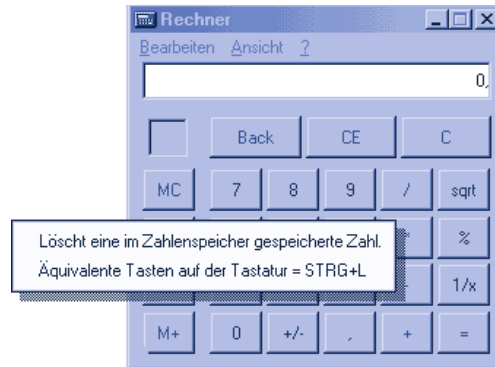 Rechner
Bearbeiten Ansicht ?
0,
Back CE C
MC 7 8 9 / sqrt
Löscht eine im Zahlenspeicher gespeicherte Zahl.
* %
Äquivalente Tasten auf der Tastatur = STRG+L
- 1/x
M+ 0 +/- , + =